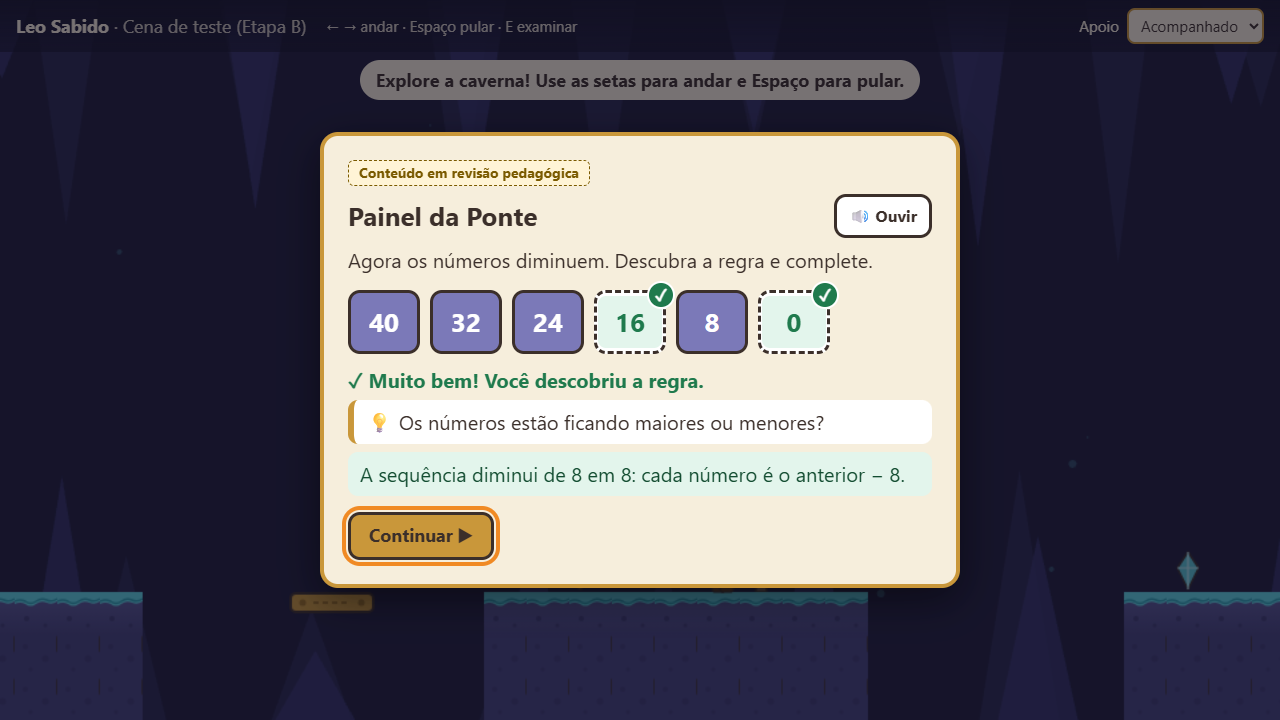 Leo Sabido · Cena de teste (Etapa B) ← → andar · Espaço pular · E examinar Apoio Acompanhado
Explore a caverna! Use as setas para andar e Espaço para pular.
Conteúdo em revisão pedagógica
Painel da Ponte
Ouvir
Agora os números diminuem. Descubra a regra e complete.
40 32 24 16 8 0
✓ Muito bem! Você descobriu a regra.
Os números estão ficando maiores ou menores?
A sequência diminui de 8 em 8: cada número é o anterior − 8.
Continuar ▶